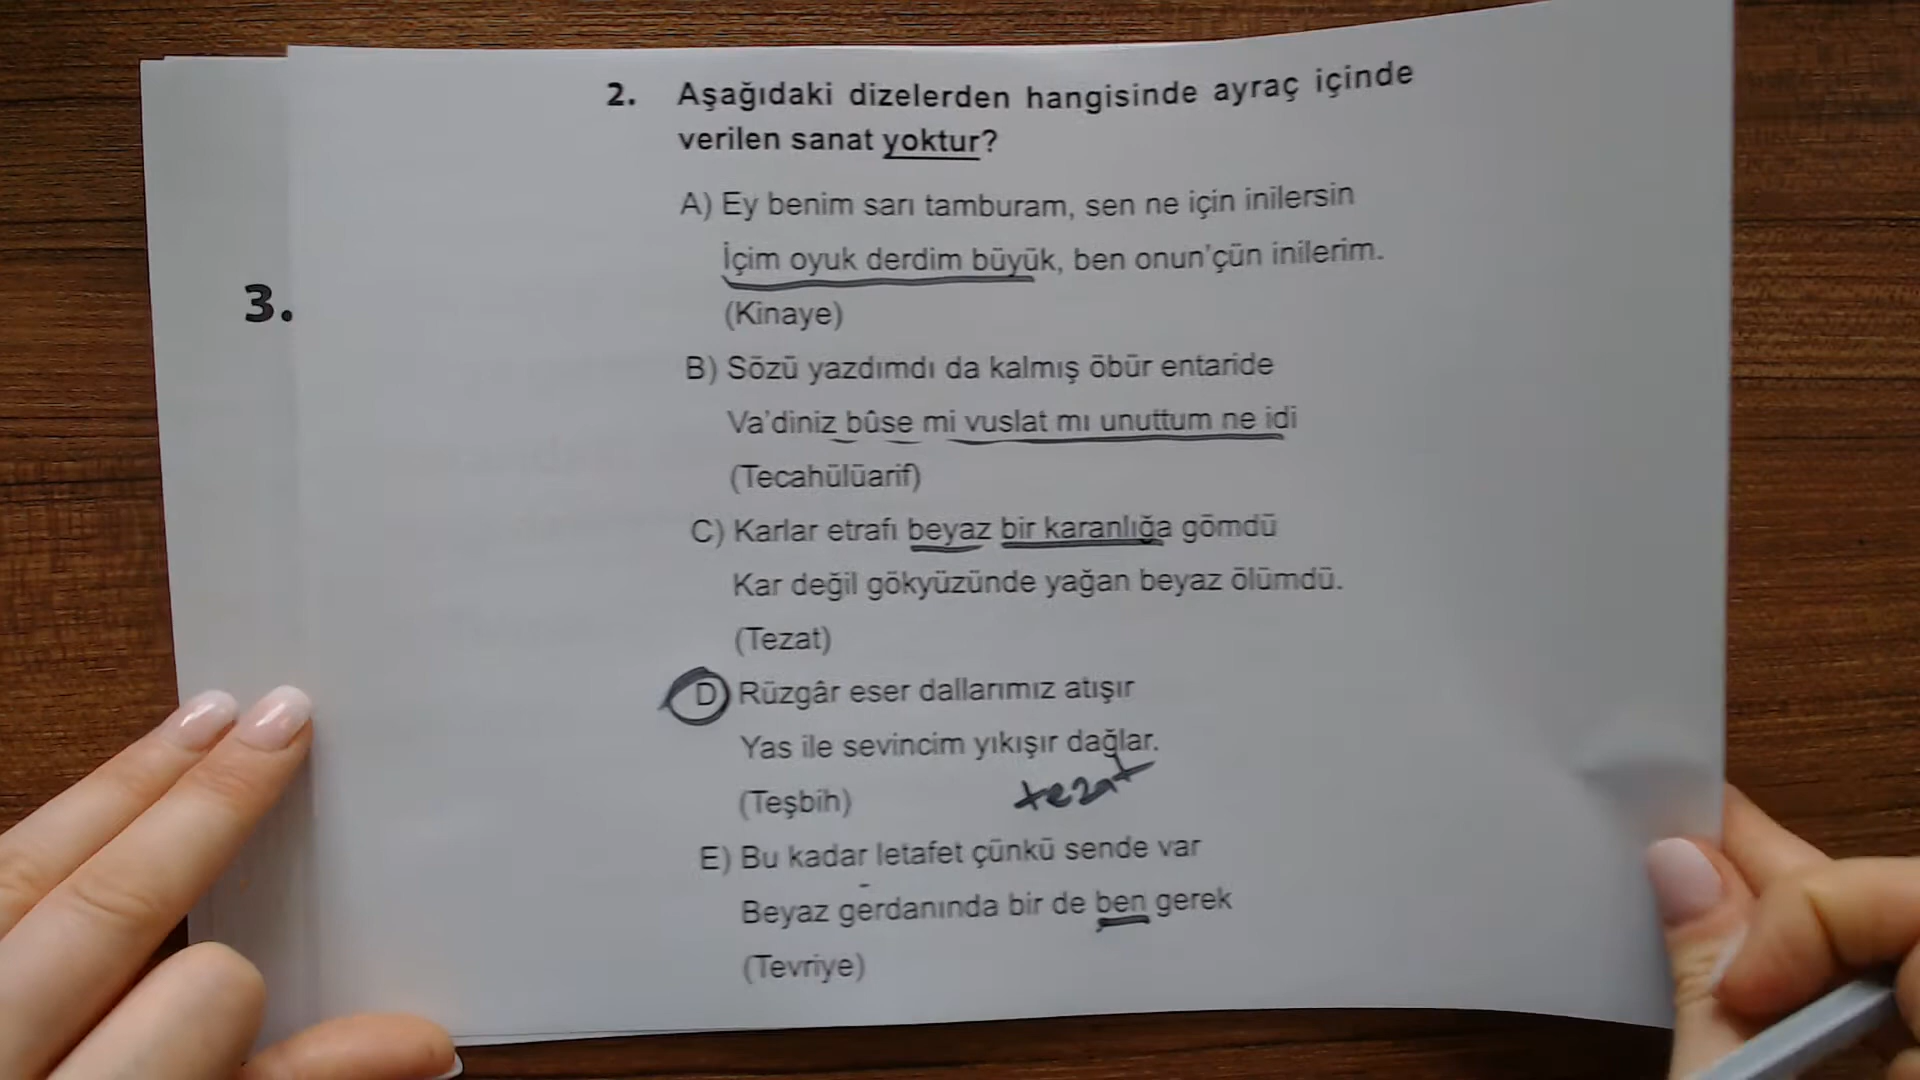 2. Aşağıdaki dizelerden hangisinde ayraç içinde
verilen sanat yoktur?
A) Ey benim sarı tamburam, sen ne için inilersin
İçim oyuk derdim büyük, ben onun'çün inilerim.
(Kinaye)
3.
B) Sözü yazdımdı da kalmış öbür entaride
Va'diniz bûse mi vuslat mı unuttum ne idi
(Tecahülüarif)
C) Karlar etrafı beyaz bir karanlığa gömdü
Kar değil gökyüzünde yağan beyaz ölümdü.
(Tezat)
D) Rüzgâr eser dallarımız atışır
Yas ile sevincim yıkışır dağlar.
(Teşbih) tezat
E) Bu kadar letafet çünkü sende var
Beyaz gerdanında bir de ben gerek
(Tevriye)